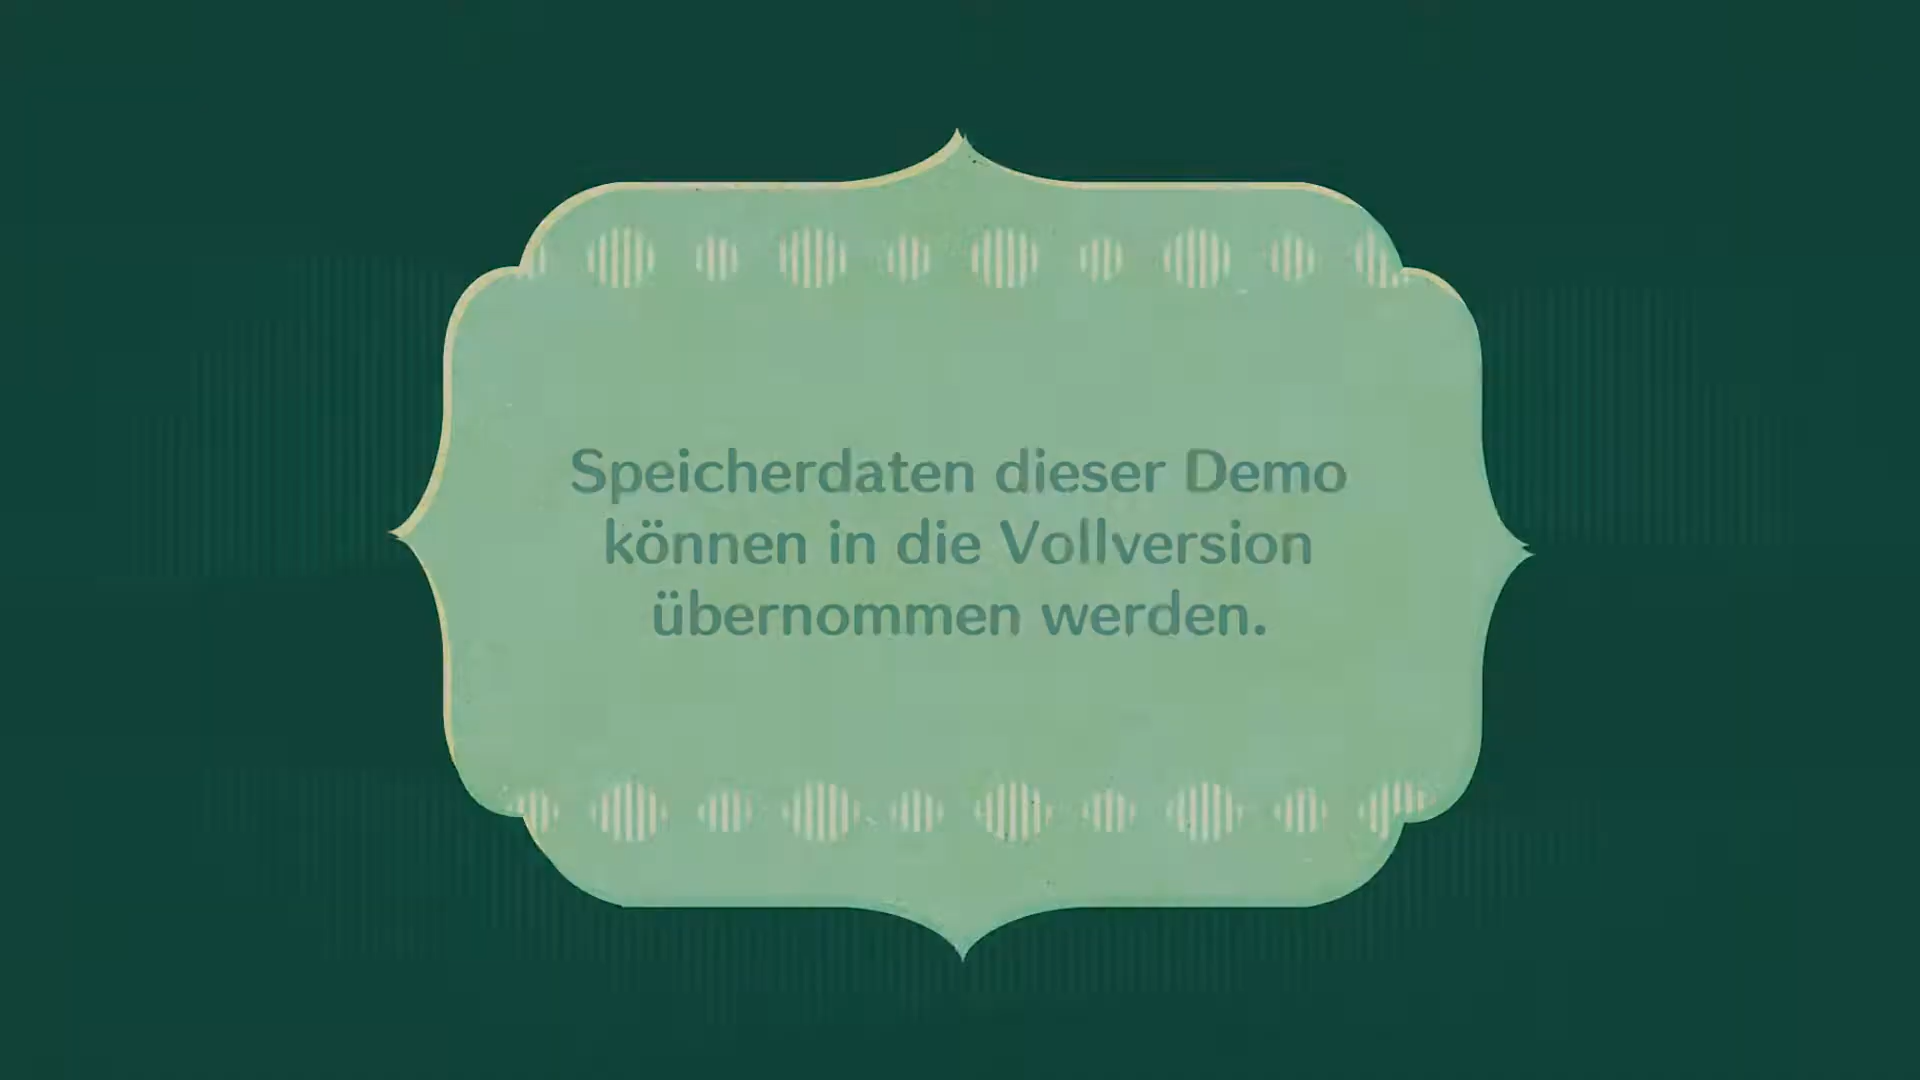 Speicherdaten dieser Demo
können in die Vollversion
übernommen werden.